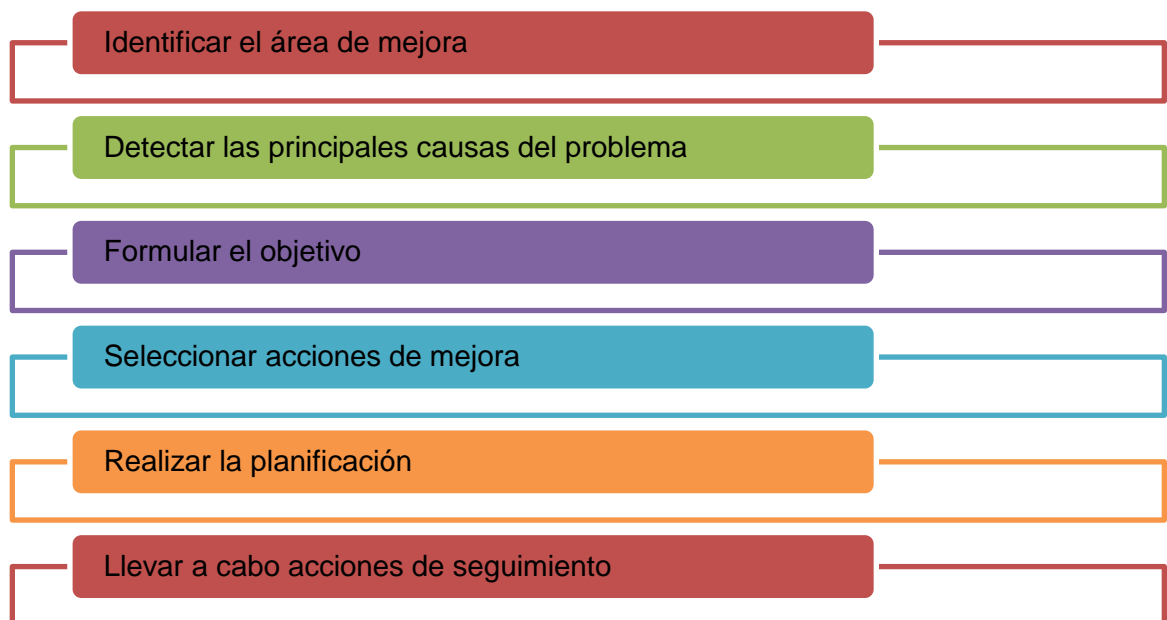 Identificar el área de mejora
Detectar las principales causas del problema
Formular el objetivo
Seleccionar acciones de mejora
Realizar la planificación
Llevar a cabo acciones de seguimiento